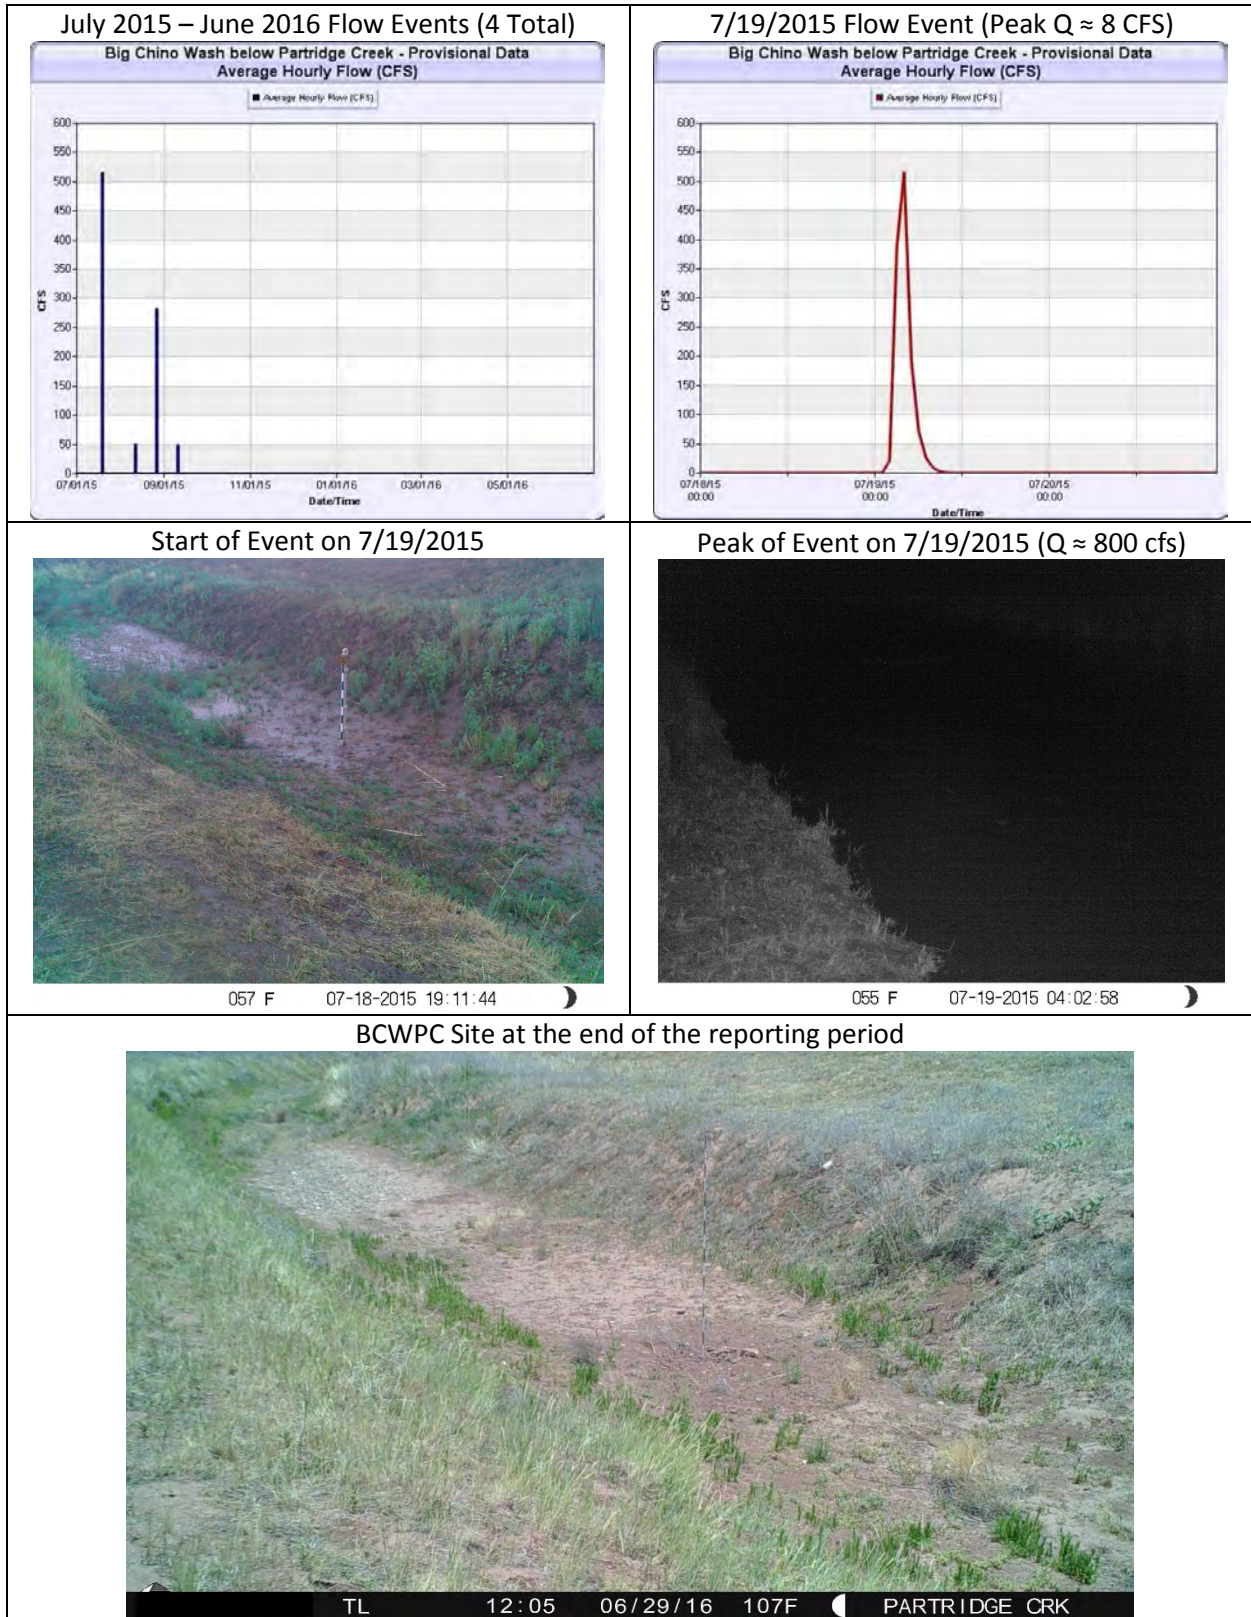 July 2015 – June 2016 Flow Events (4 Total)
Big Chino Wash below Partridge Creek - Provisional Data
Average Hourly Flow (CFS)
Average Hourly Flow (CFS)
600
550
500
450
400
350
300
250
200
150
100
50
0
CFS
07/01/15
09/01/15
11/01/15
01/01/16
03/01/16
05/01/16
Date/Time
7/19/2015 Flow Event (Peak Q ≈ 8 CFS)
Big Chino Wash below Partridge Creek - Provisional Data
Average Hourly Flow (CFS)
Average Hourly Flow (CFS)
600
550
500
450
400
350
300
250
200
150
100
50
0
CFS
07/18/15
00:00
07/19/15
00:00
07/20/15
00:00
Date/Time
Start of Event on 7/19/2015
057 F 07-18-2015 19:11:44
Peak of Event on 7/19/2015 (Q ≈ 800 cfs)
055 F 07-19-2015 04:02:58
BCWPC Site at the end of the reporting period
TL 12:05 06/29/16 107F PARTRIDGE CRK